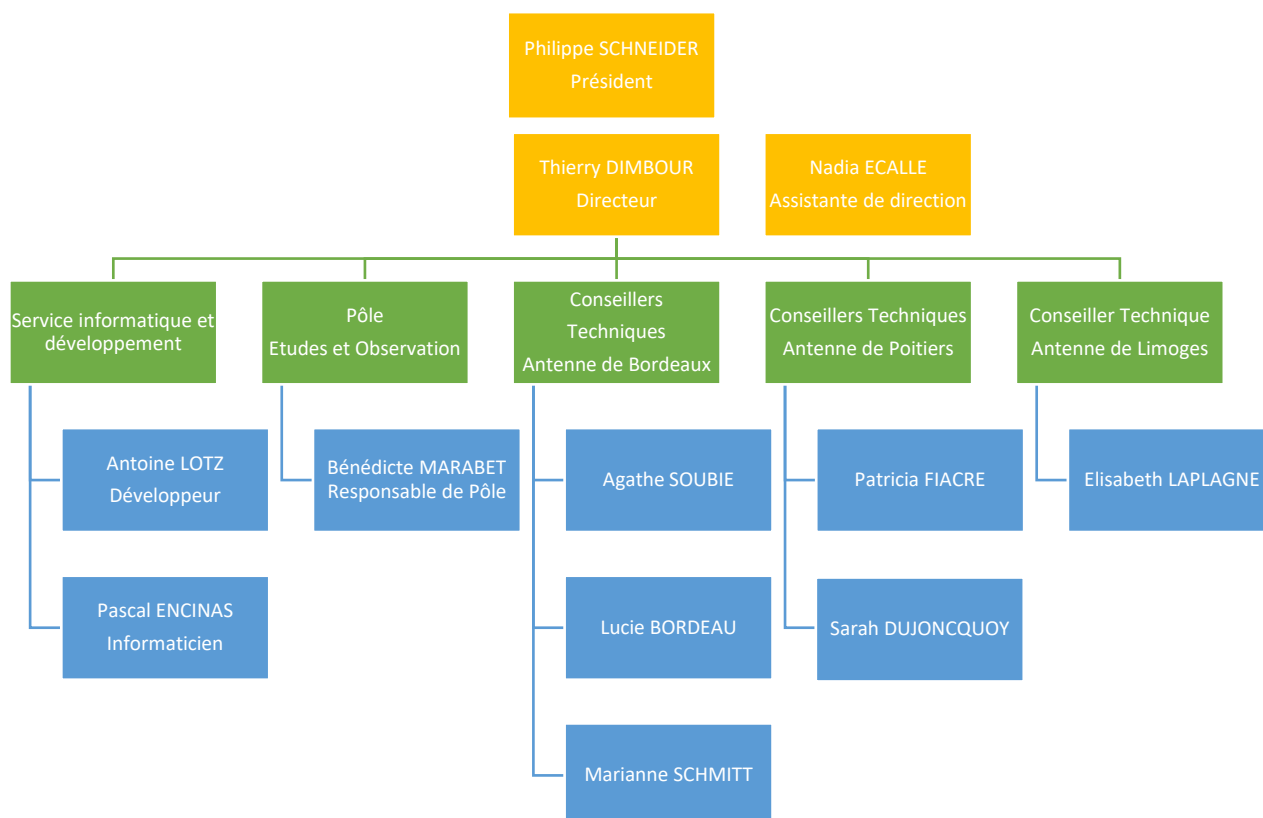 Philippe SCHNEIDER
Président
Thierry DIMBOUR
Directeur
Nadia ECALLE
Assistante de direction
Service informatique et
développement
Pôle
Etudes et Observation
Conseillers
Techniques
Antenne de Bordeaux
Conseillers Techniques
Antenne de Poitiers
Conseiller Technique
Antenne de Limoges
Antoine LOTZ
Développeur
Bénédicte MARABET
Responsable de Pôle
Agathe SOUBIE
Patricia FIACRE
Elisabeth LAPLAGNE
Pascal ENCINAS
Informaticien
Lucie BORDEAU
Sarah DUJONCQUOY
Marianne SCHMITT